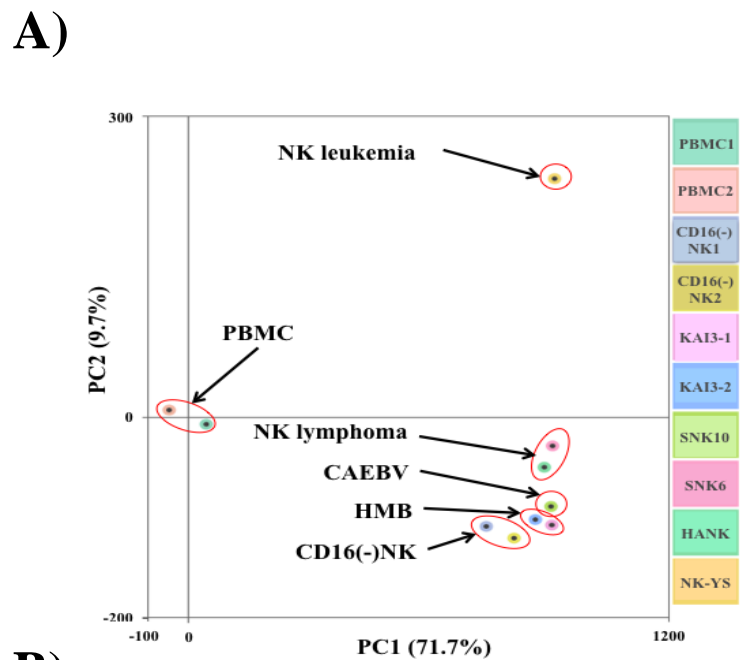 A)
300
NK leukemia
PBMC
PC2 (9.7%)
0
NK lymphoma
CAEBV
HMB
CD16(-)NK
-200
-100
0
1200
PC1 (71.7%)
PBMC1
PBMC2
CD16(-)
NK1
CD16(-)
NK2
KAI3-1
KAI3-2
SNK10
SNK6
HANK
NK-YS
B)